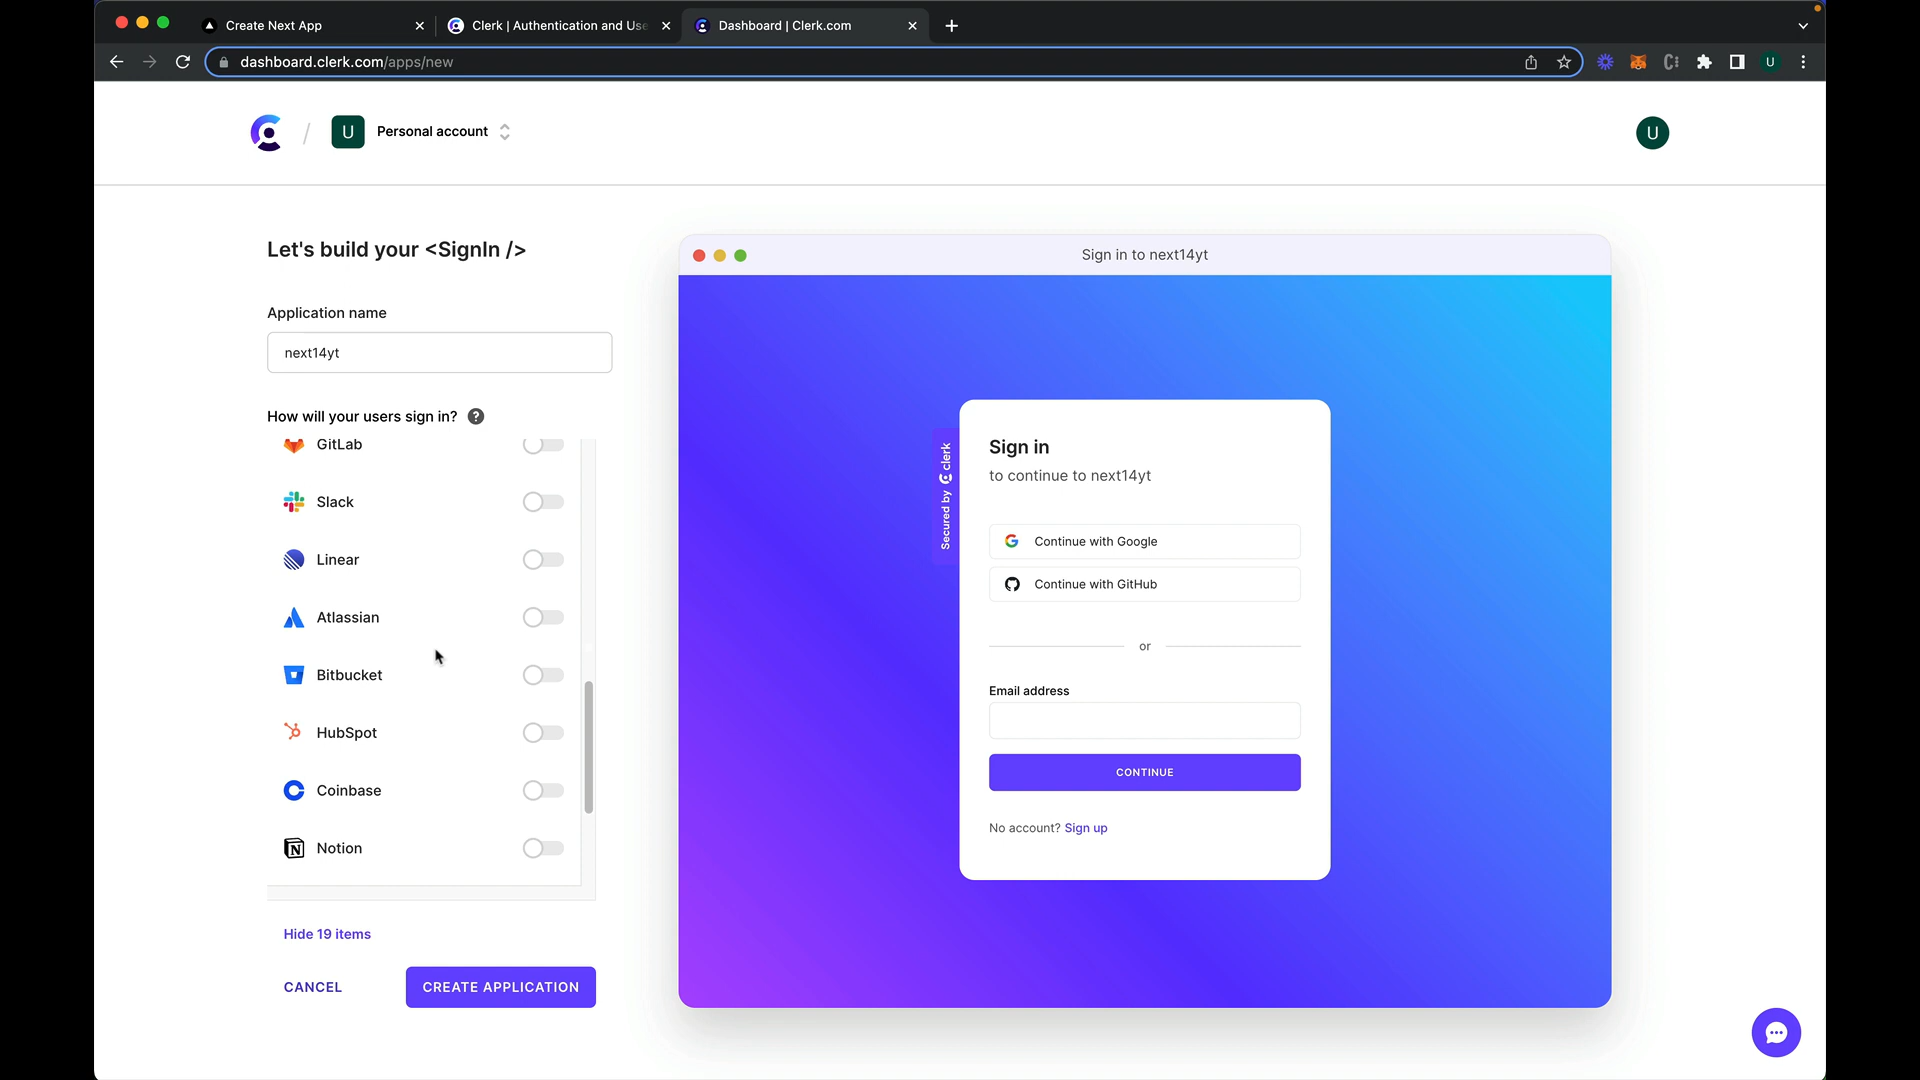 Create Next App
Clerk | Authentication and Use
Dashboard | Clerk.com
dashboard.clerk.com/apps/new
U
U
Personal account
U
Let's build your <SignIn />
Application name
next14yt
How will your users sign in? ?
GitLab
Slack
Linear
Atlassian
Bitbucket
HubSpot
Coinbase
Notion
Hide 19 items
CANCEL
CREATE APPLICATION
Sign in to next14yt
Secured by clerk
Sign in
to continue to next14yt
Continue with Google
Continue with GitHub
or
Email address
CONTINUE
No account? Sign up